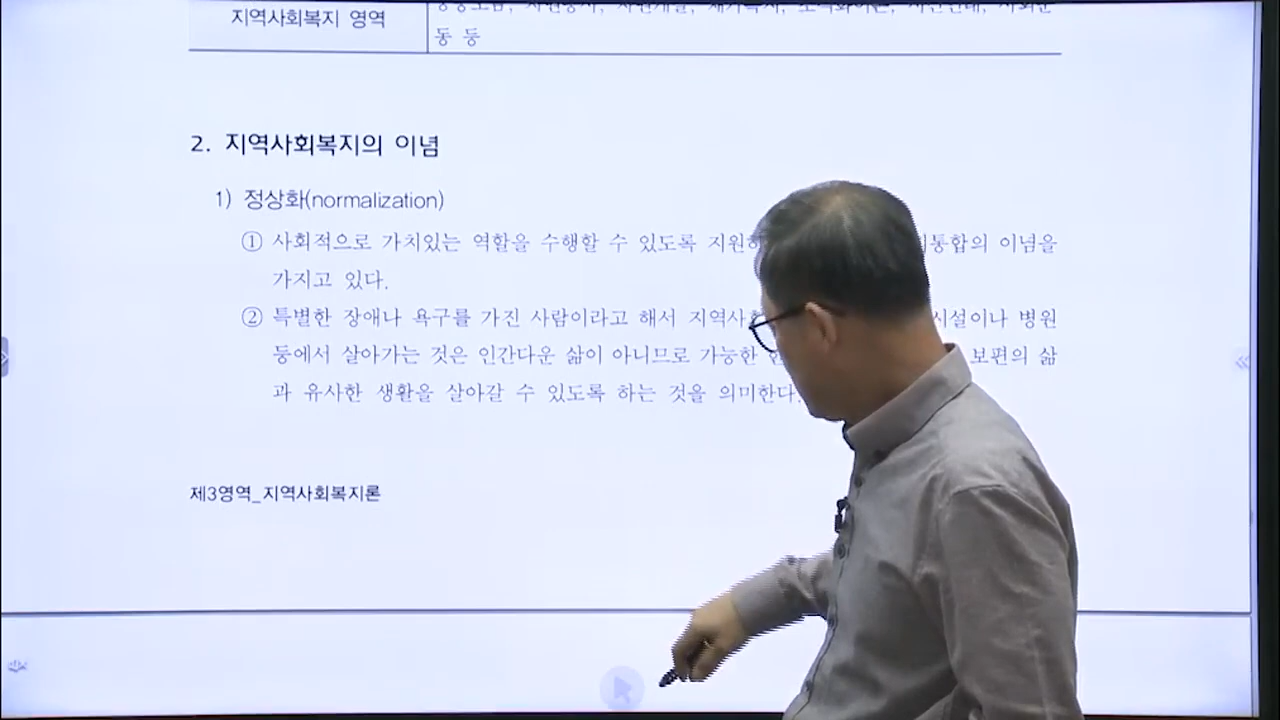 지역사회복지 영역
동 등
2. 지역사회복지의 이념
1) 정상화(normalization)
① 사회적으로 가치있는 역할을 수행할 수 있도록 통합의 이념을
가지고 있다.
② 특별한 장애나 욕구를 가진 사람이라고 해서 시설이나 병원
등에서 살아가는 것은 인간다운 삶이 아니므로 가능한 보편의 삶
과 유사한 생활을 살아갈 수 있도록 하는 것을 의미한다.
제3영역_지역사회복지론